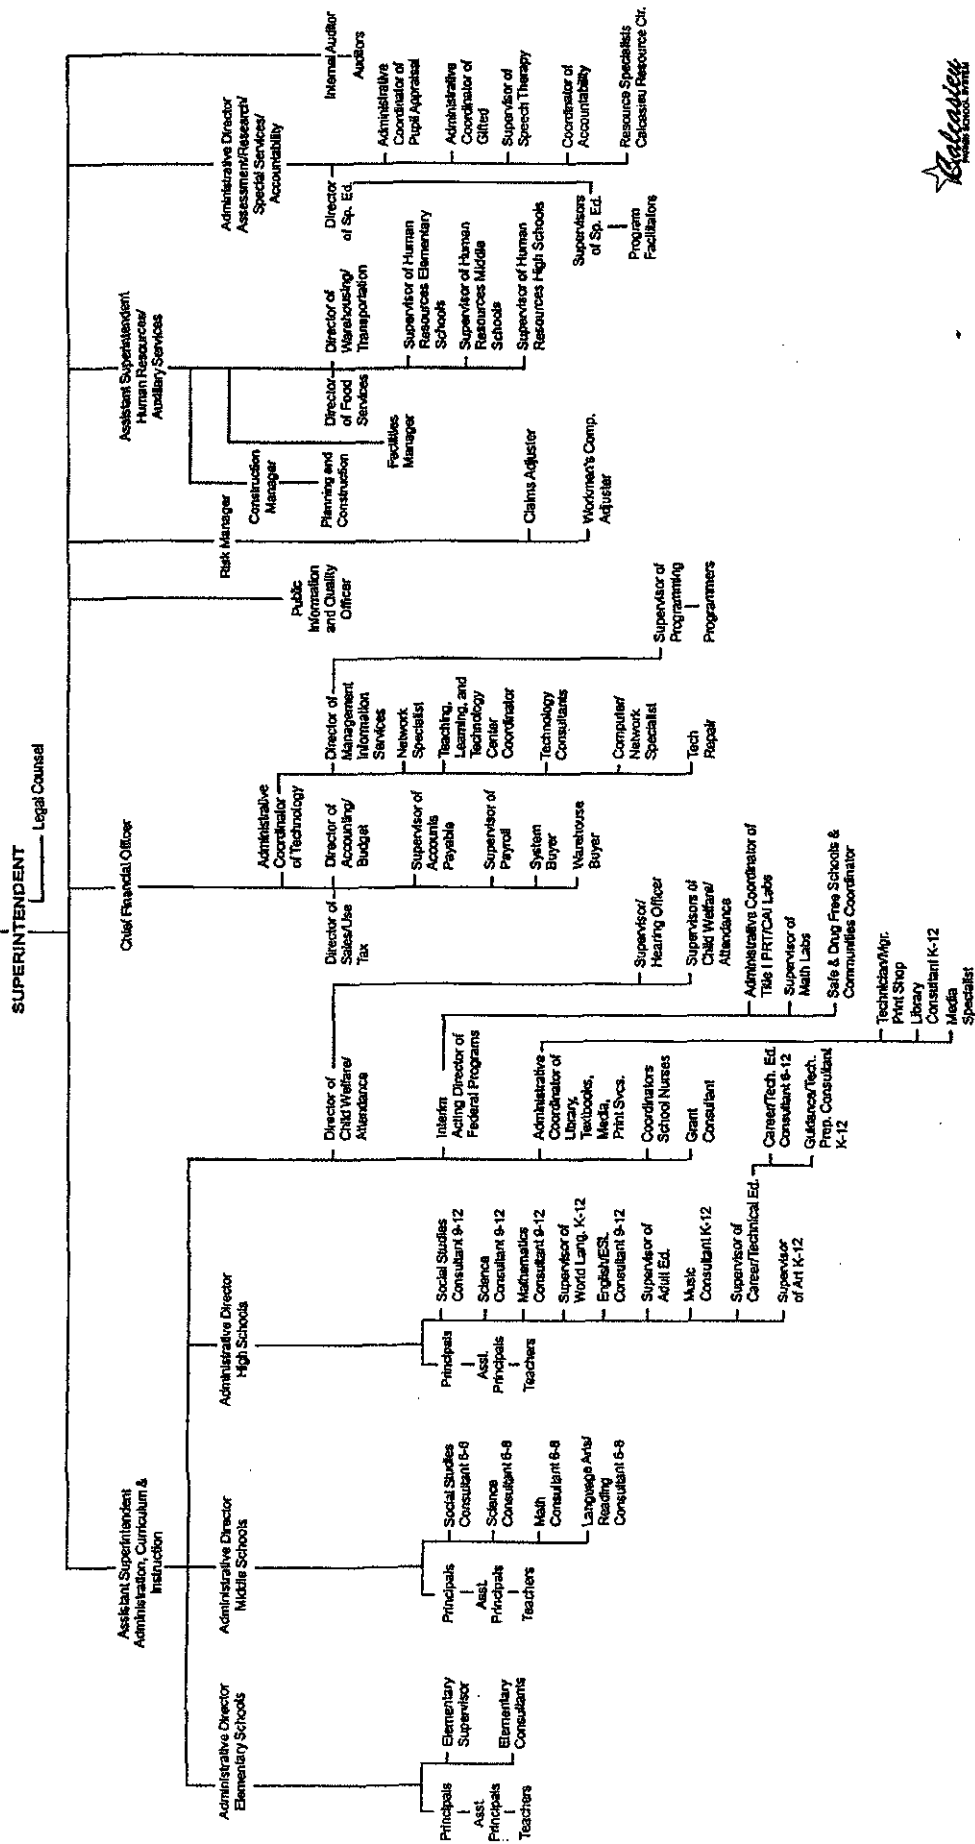 SUPERINTENDENT
Legal Counsel
Assistant Superintendent
Administration, Curriculum &
Instruction
Administrative Director
Elementary Schools
Principals
Asst.
Principals
Teachers
Elementary
Supervisor
Elementary
Consultants
Administrative Director
Middle Schools
Principals
Asst.
Principals
Teachers
Social Studies
Consultant 6-8
Science
Consultant 6-8
Math
Consultant 6-8
Language Arts/
Reading
Consultant 6-8
Administrative Director
High Schools
Principals
Asst.
Principals
Teachers
Social Studies
Consultant 9-12
Science
Consultant 9-12
Mathematics
Consultant 9-12
Supervisor of
World Lang. K-12
English/ESL
Consultant 9-12
Supervisor of
Adult Ed.
Music
Consultant K-12
Supervisor of
Career/Technical Ed.
Career/Tech. Ed.
Consultant 6-12
Guidance/Tech.
Prep. Consultant
K-12
Supervisor
of Art K-12
Director of
Child Welfare/
Attendance
Supervisor/
Hearing Officer
Supervisors of
Child Welfare/
Attendance
Interim
Acting Director of
Federal Programs
Administrative Coordinator of
Title I PRT/CAI Labs
Supervisor of
Math Labs
Safe & Drug Free Schools &
Communities Coordinator
Administrative
Coordinator of
Library,
Textbooks,
Media,
Print Svcs.
Technician/Mgr.
Print Shop
Library
Consultant K-12
Media
Specialist
Coordinators
School Nurses
Grant
Consultant
Chief Financial Officer
Administrative
Coordinator
of Technology
Director of
Sales/Use
Tax
Director of
Accounting/
Budget
Supervisor of
Accounts
Payable
Supervisor of
Payroll
System
Buyer
Warehouse
Buyer
Director of
Management
Information
Services
Network
Specialist
Teaching,
Learning, and
Technology
Center
Coordinator
Technology
Consultants
Computer/
Network
Specialist
Tech
Repair
Supervisor of
Programming
Programmers
Public
Information
and Quality
Officer
Risk Manager
Claims Adjuster
Workmen's Comp.
Adjuster
Assistant Superintendent
Human Resources/
Auxiliary Services
Construction
Manager
Planning and
Construction
Facilities
Manager
Director
of Food
Services
Director of
Warehousing/
Transportation
Supervisor of Human
Resources Elementary
Schools
Supervisor of Human
Resources Middle
Schools
Supervisor of Human
Resources High Schools
Administrative Director
Assessment/Research/
Special Services/
Accountability
Director
of Sp. Ed.
Supervisors
of Sp. Ed.
Program
Facilitators
Administrative
Coordinator of
Pupil Appraisal
Administrative
Coordinator of
Gifted
Supervisor of
Speech Therapy
Coordinator of
Accountability
Resource Specialists
Calcasieu Resource Ctr.
Internal Auditor
Auditors
Calcasieu
PARISH SCHOOL SYSTEM